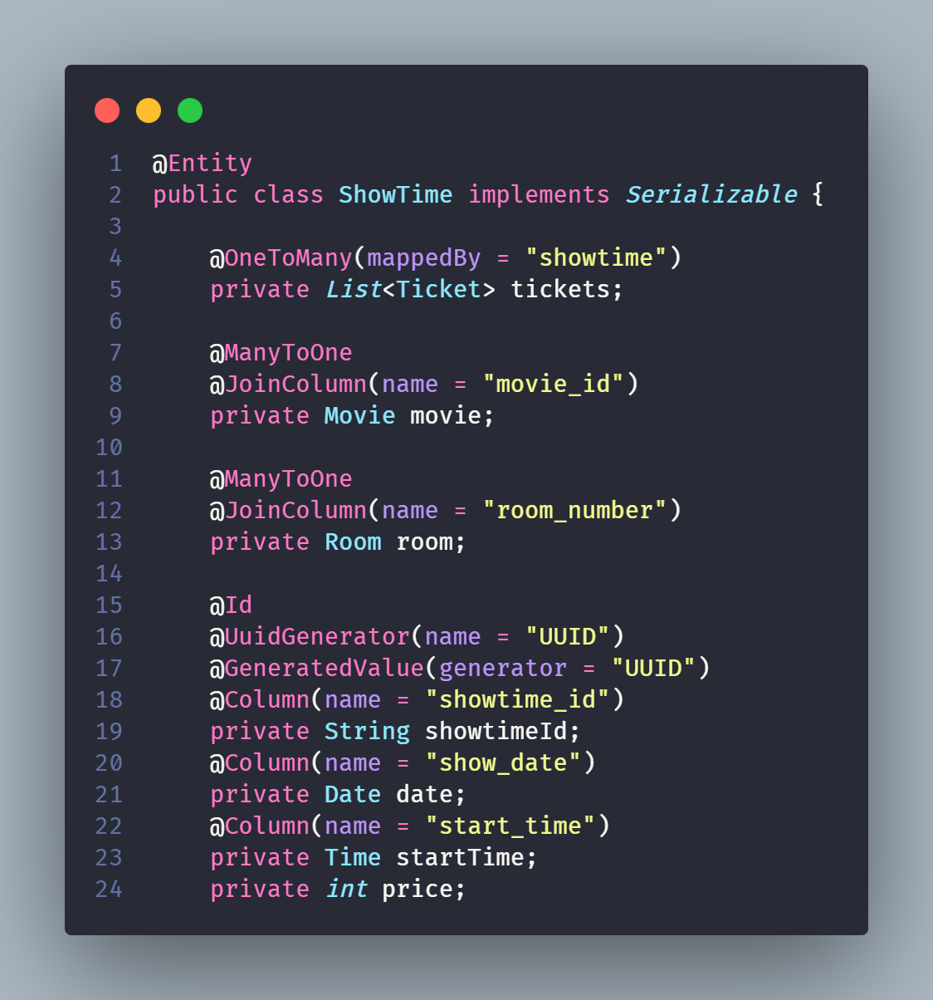 1 @Entity
2 public class ShowTime implements Serializable {
3
4 @OneToMany(mappedBy = "showtime")
5 private List<Ticket> tickets;
6
7 @ManyToOne
8 @JoinColumn(name = "movie_id")
9 private Movie movie;
10
11 @ManyToOne
12 @JoinColumn(name = "room_number")
13 private Room room;
14
15 @Id
16 @UuidGenerator(name = "UUID")
17 @GeneratedValue(generator = "UUID")
18 @Column(name = "showtime_id")
19 private String showtimeId;
20 @Column(name = "show_date")
21 private Date date;
22 @Column(name = "start_time")
23 private Time startTime;
24 private int price;